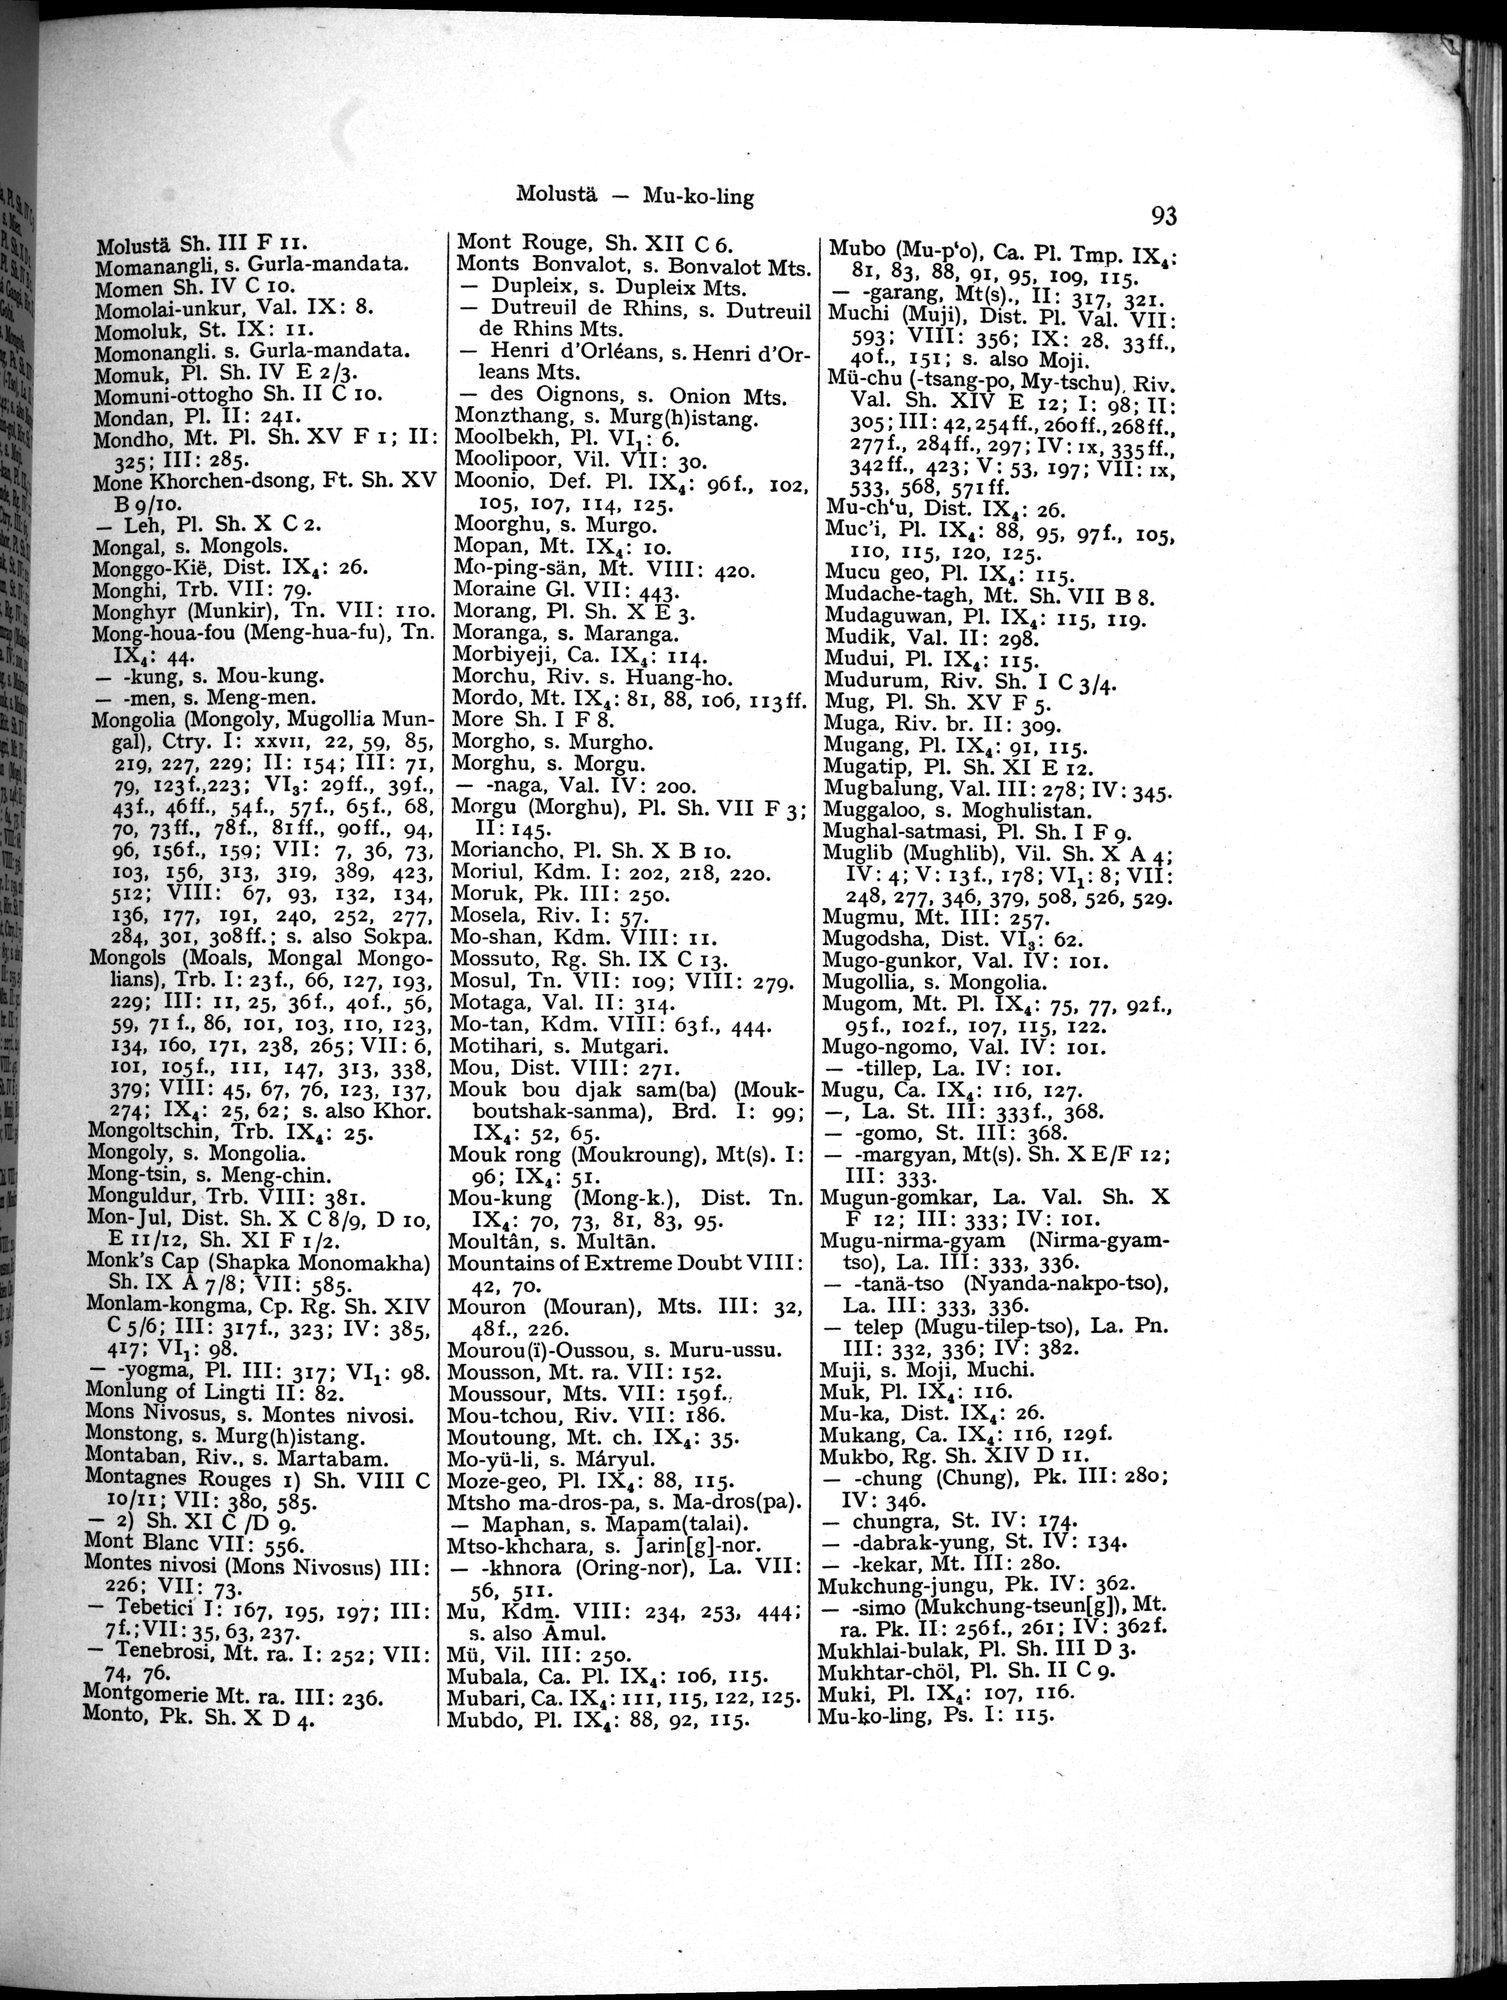 Molustä — Mu-ko-ling
93
Molustä Sh. III F 11.
Momanangli, s. Gurla-mandata.
Momen Sh. IV C 10.
Momolai-unkur, Val. IX: 8.
Momoluk, St. IX: 11.
Momonangli. s. Gurla-mandata.
Momuk, Pl. Sh. IV E 2/3.
Momuni-ottogho Sh. II C 10.
Mondan, Pl. II: 241.
Mondho, Mt. Pl. Sh. XV F 1; II:
325; III: 285.
Mone Khorchen-dsong, Ft. Sh. XV
B 9/10.
— Leh, Pl. Sh. X C 2.
Mongal, s. Mongols.
Monggo-Kië, Dist. IX₄: 26.
Monghi, Trb. VII: 79.
Monghyr (Munkir), Tn. VII: 110.
Mong-houa-fou (Meng-hua-fu), Tn.
IX₄: 44.
— -kung, s. Mou-kung.
— -men, s. Meng-men.
Mongolia (Mongoly, Mugollia Mun-
gal), Ctry. I: xxvii, 22, 59, 85,
219, 227, 229; II: 154; III: 71,
79, 123f.,223; VI₃: 29ff., 39f.,
43f., 46ff., 54f., 57f., 65f., 68,
70, 73ff., 78f., 81ff., 90ff., 94,
96, 156f., 159; VII: 7, 36, 73,
103, 156, 313, 319, 389, 423,
512; VIII: 67, 93, 132, 134,
136, 177, 191, 240, 252, 277,
284, 301, 308ff.; s. also Sokpa.
Mongols (Moals, Mongal Mongo-
lians), Trb. I: 23f., 66, 127, 193,
229; III: 11, 25, 36f., 40f., 56,
59, 71f., 86, 101, 103, 110, 123,
134, 160, 171, 238, 265; VII: 6,
101, 105f., 111, 147, 313, 338,
379; VIII: 45, 67, 76, 123, 137,
274; IX₄: 25, 62; s. also Khor.
Mongoltschin, Trb. IX₄: 25.
Mongoly, s. Mongolia.
Mong-tsin, s. Meng-chin.
Monguldur, Trb. VIII: 381.
Mon-Jul, Dist. Sh. X C 8/9, D 10,
E 11/12, Sh. XI F 1/2.
Monk's Cap (Shapka Monomakha)
Sh. IX A 7/8; VII: 585.
Monlam-kongma, Cp. Rg. Sh. XIV
C 5/6; III: 317f., 323; IV: 385,
417; VI₁: 98.
— -yogma, Pl. III: 317; VI₁: 98.
Monlung of Lingti II: 82.
Mons Nivosus, s. Montes nivosi.
Monstong, s. Murg(h)istang.
Montaban, Riv., s. Martabam.
Montagnes Rouges 1) Sh. VIII C
10/11; VII: 380, 585.
— 2) Sh. XI C /D 9.
Mont Blanc VII: 556.
Montes nivosi (Mons Nivosus) III:
226; VII: 73.
— Tebetici I: 167, 195, 197; III:
7f.; VII: 35, 63, 237.
— Tenebrosi, Mt. ra. I: 252; VII:
74, 76.
Montgomerie Mt. ra. III: 236.
Monto, Pk. Sh. X D 4.
Mont Rouge, Sh. XII C 6.
Monts Bonvalot, s. Bonvalot Mts.
— Dupleix, s. Dupleix Mts.
— Dutreuil de Rhins, s. Dutreuil
de Rhins Mts.
— Henri d'Orléans, s. Henri d'Or-
leans Mts.
— des Oignons, s. Onion Mts.
Monzthang, s. Murg(h)istang.
Moolbekh, Pl. VI₁: 6.
Moolipoor, Vil. VII: 30.
Moonio, Def. Pl. IX₄: 96f., 102,
105, 107, 114, 125.
Moorghu, s. Murgo.
Mopan, Mt. IX₄: 10.
Mo-ping-sän, Mt. VIII: 420.
Moraine Gl. VII: 443.
Morang, Pl. Sh. X E 3.
Moranga, s. Maranga.
Morbiyeji, Ca. IX₄: 114.
Morchu, Riv. s. Huang-ho.
Mordo, Mt. IX₄: 81, 88, 106, 113ff.
More Sh. I F 8.
Morgho, s. Murgho.
Morghu, s. Morgu.
— -naga, Val. IV: 200.
Morgu (Morghu), Pl. Sh. VII F 3;
II: 145.
Moriancho, Pl. Sh. X B 10.
Moriul, Kdm. I: 202, 218, 220.
Moruk, Pk. III: 250.
Mosela, Riv. I: 57.
Mo-shan, Kdm. VIII: 11.
Mossuto, Rg. Sh. IX C 13.
Mosul, Tn. VII: 109; VIII: 279.
Motaga, Val. II: 314.
Mo-tan, Kdm. VIII: 63f., 444.
Motihari, s. Mutgari.
Mou, Dist. VIII: 271.
Mouk bou djak sam(ba) (Mouk-
boutshak-sanma), Brd. I: 99;
IX₄: 52, 65.
Mouk rong (Moukroung), Mt(s). I:
96; IX₄: 51.
Mou-kung (Mong-k.), Dist. Tn.
IX₄: 70, 73, 81, 83, 95.
Moultân, s. Multān.
Mountains of Extreme Doubt VIII:
42, 70.
Mouron (Mouran), Mts. III: 32,
48f., 226.
Mourou(ï)-Oussou, s. Muru-ussu.
Mousson, Mt. ra. VII: 152.
Moussour, Mts. VII: 159f.
Mou-tchou, Riv. VII: 186.
Moutoung, Mt. ch. IX₄: 35.
Mo-yü-li, s. Máryul.
Moze-geo, Pl. IX₄: 88, 115.
Mtsho ma-dros-pa, s. Ma-dros(pa).
— Maphan, s. Mapam(talai).
Mtso-khchara, s. Jarin[g]-nor.
— -khnora (Oring-nor), La. VII:
56, 511.
Mu, Kdm. VIII: 234, 253, 444;
s. also Āmul.
Mü, Vil. III: 250.
Mubala, Ca. Pl. IX₄: 106, 115.
Mubari, Ca. IX₄: 111, 115, 122, 125.
Mubdo, Pl. IX₄: 88, 92, 115.
Mubo (Mu-p‘o), Ca. Pl. Tmp. IX₄:
81, 83, 88, 91, 95, 109, 115.
— -garang, Mt(s)., II: 317, 321.
Muchi (Muji), Dist. Pl. Val. VII:
593; VIII: 356; IX: 28, 33ff.,
40f., 151; s. also Moji.
Mü-chu (-tsang-po, My-tschu), Riv.
Val. Sh. XIV E 12; I: 98; II:
305; III: 42, 254ff., 260ff., 268ff.,
277f., 284ff., 297; IV: ix, 335ff.,
342ff., 423; V: 53, 197; VII: ix,
533, 568, 571ff.
Mu-ch‘u, Dist. IX₄: 26.
Muc'i, Pl. IX₄: 88, 95, 97f., 105,
110, 115, 120, 125.
Mucu geo, Pl. IX₄: 115.
Mudache-tagh, Mt. Sh. VII B 8.
Mudaguwan, Pl. IX₄: 115, 119.
Mudik, Val. II: 298.
Mudui, Pl. IX₄: 115.
Mudurum, Riv. Sh. I C 3/4.
Mug, Pl. Sh. XV F 5.
Muga, Riv. br. II: 309.
Mugang, Pl. IX₄: 91, 115.
Mugatip, Pl. Sh. XI E 12.
Mugbalung, Val. III: 278; IV: 345.
Muggaloo, s. Moghulistan.
Mughal-satmasi, Pl. Sh. I F 9.
Muglib (Mughlib), Vil. Sh. X A 4;
IV: 4; V: 13f., 178; VI₁: 8; VII:
248, 277, 346, 379, 508, 526, 529.
Mugmu, Mt. III: 257.
Mugodsha, Dist. VI₃: 62.
Mugo-gunkor, Val. IV: 101.
Mugollia, s. Mongolia.
Mugom, Mt. Pl. IX₄: 75, 77, 92f.,
95f., 102f., 107, 115, 122.
Mugo-ngomo, Val. IV: 101.
— -tillep, La. IV: 101.
Mugu, Ca. IX₄: 116, 127.
—, La. St. III: 333f., 368.
— -gomo, St. III: 368.
— -margyan, Mt(s). Sh. X E/F 12;
III: 333.
Mugun-gomkar, La. Val. Sh. X
F 12; III: 333; IV: 101.
Mugu-nirma-gyam (Nirma-gyam-
tso), La. III: 333, 336.
— -tanä-tso (Nyanda-nakpo-tso),
La. III: 333, 336.
— telep (Mugu-tilep-tso), La. Pn.
III: 332, 336; IV: 382.
Muji, s. Moji, Muchi.
Muk, Pl. IX₄: 116.
Mu-ka, Dist. IX₄: 26.
Mukang, Ca. IX₄: 116, 129f.
Mukbo, Rg. Sh. XIV D 11.
— -chung (Chung), Pk. III: 280;
IV: 346.
— chungra, St. IV: 174.
— -dabrak-yung, St. IV: 134.
— -kekar, Mt. III: 280.
Mukchung-jungu, Pk. IV: 362.
— -simo (Mukchung-tseun[g]), Mt.
ra. Pk. II: 256f., 261; IV: 362f.
Mukhlai-bulak, Pl. Sh. III D 3.
Mukhtar-chöl, Pl. Sh. II C 9.
Muki, Pl. IX₄: 107, 116.
Mu-ko-ling, Ps. I: 115.